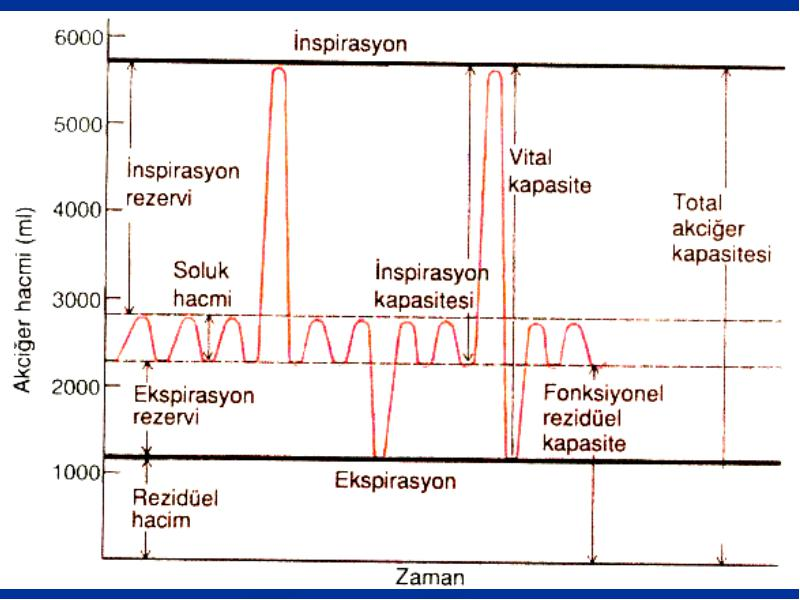 Akciğer hacmi (ml)
6000
5000
4000
3000
2000
1000
İnspirasyon
İnspirasyon
rezervi
Soluk
hacmi
İnspirasyon
kapasitesi
Vital
kapasite
Total
akciğer
kapasitesi
Ekspirasyon
rezervi
Fonksiyonel
rezidüel
kapasite
Ekspirasyon
Rezidüel
hacim
Zaman